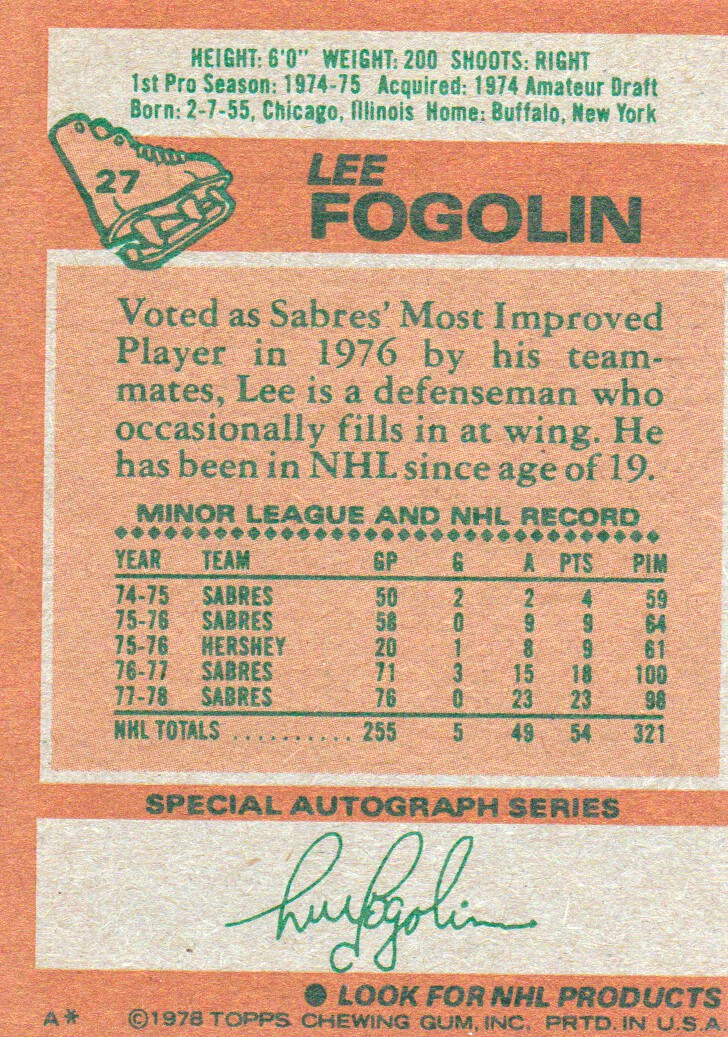 HEIGHT: 6'0" WEIGHT: 200 SHOOTS: RIGHT
1st Pro Season: 1974-75 Acquired: 1974 Amateur Draft
Born: 2-7-55, Chicago, Illinois Home: Buffalo, New York
27
LEE
FOGOLIN
Voted as Sabres' Most Improved
Player in 1976 by his team-
mates, Lee is a defenseman who
occasionally fills in at wing. He
has been in NHL since age of 19.
MINOR LEAGUE AND NHL RECORD
YEAR TEAM GP G A PTS PIM
74-75 SABRES 50 2 2 4 59
75-76 SABRES 58 0 9 9 64
75-76 HERSHEY 20 1 8 9 61
76-77 SABRES 71 3 15 18 100
77-78 SABRES 76 0 23 23 98
NHL TOTALS .......... 255 5 49 54 321
SPECIAL AUTOGRAPH SERIES
Lee Fogolin
● LOOK FOR NHL PRODUCTS
A* ©1978 TOPPS CHEWING GUM, INC. PRTD. IN U.S.A